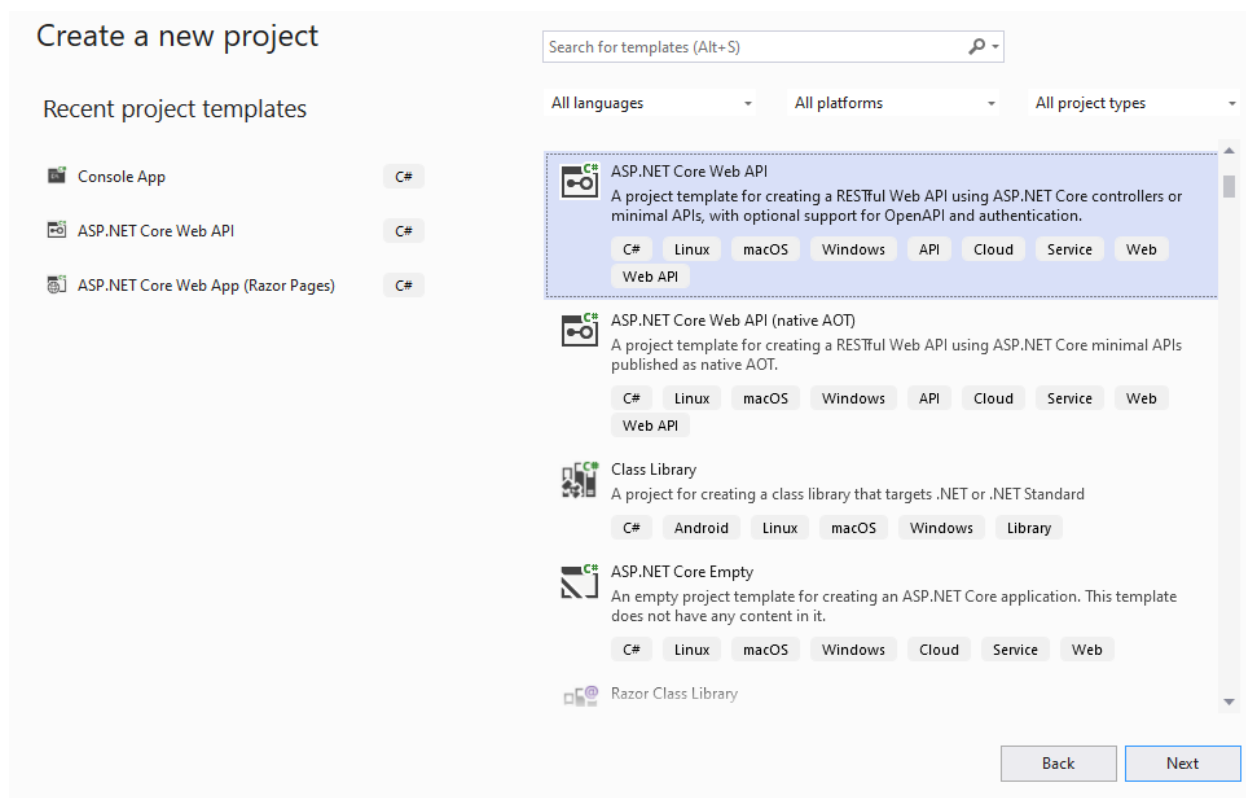 Create a new project
Search for templates (Alt+S)
Recent project templates
All languages
All platforms
All project types
Console App
C#
ASP.NET Core Web API
C#
ASP.NET Core Web App (Razor Pages)
C#
C#
ASP.NET Core Web API
A project template for creating a RESTful Web API using ASP.NET Core controllers or
minimal APIs, with optional support for OpenAPI and authentication.
C# Linux macOS Windows API Cloud Service Web
Web API
C#
ASP.NET Core Web API (native AOT)
A project template for creating a RESTful Web API using ASP.NET Core minimal APIs
published as native AOT.
C# Linux macOS Windows API Cloud Service Web
Web API
C#
Class Library
A project for creating a class library that targets .NET or .NET Standard
C# Android Linux macOS Windows Library
C#
ASP.NET Core Empty
An empty project template for creating an ASP.NET Core application. This template
does not have any content in it.
C# Linux macOS Windows Cloud Service Web
@
Razor Class Library
Back
Next